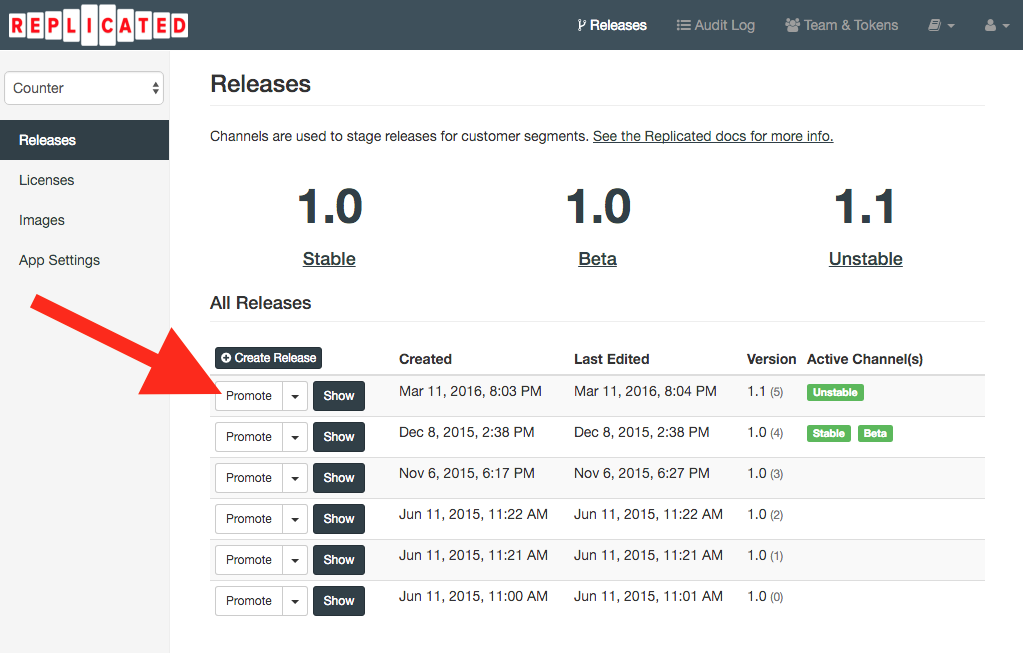 REPLICATED
Releases Audit Log Team & Tokens
Counter
Releases
Licenses
Images
App Settings
Releases
Channels are used to stage releases for customer segments. See the Replicated docs for more info.
1.0 1.0 1.1
Stable Beta Unstable
All Releases
Create Release Created Last Edited Version Active Channel(s)
Promote Show Mar 11, 2016, 8:03 PM Mar 11, 2016, 8:04 PM 1.1 (5) Unstable
Promote Show Dec 8, 2015, 2:38 PM Dec 8, 2015, 2:38 PM 1.0 (4) Stable Beta
Promote Show Nov 6, 2015, 6:17 PM Nov 6, 2015, 6:27 PM 1.0 (3)
Promote Show Jun 11, 2015, 11:22 AM Jun 11, 2015, 11:22 AM 1.0 (2)
Promote Show Jun 11, 2015, 11:21 AM Jun 11, 2015, 11:21 AM 1.0 (1)
Promote Show Jun 11, 2015, 11:00 AM Jun 11, 2015, 11:01 AM 1.0 (0)